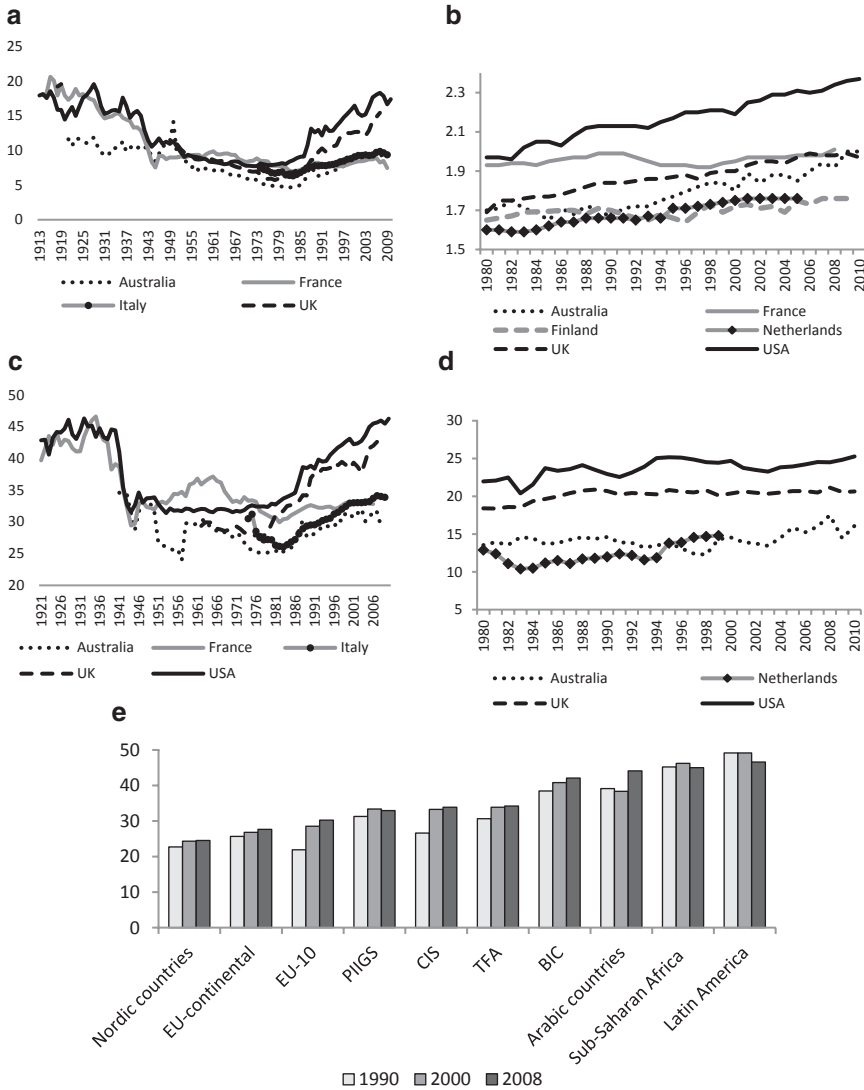 a
25
20
15
10
5
0
1913 1919 1925 1931 1937 1943 1949 1955 1961 1967 1973 1979 1985 1991 1997 2003 2009
Australia France
Italy UK
b
2.3
2.1
1.9
1.7
1.5
1980 1982 1984 1986 1988 1990 1992 1994 1996 1998 2000 2002 2004 2006 2008 2010
Australia France
Finland Netherlands
UK USA
c
50
45
40
35
30
25
20
1921 1926 1931 1936 1941 1946 1951 1956 1961 1966 1971 1976 1981 1986 1991 1996 2001 2006
Australia France Italy
UK USA
d
30
25
20
15
10
5
1980 1982 1984 1986 1988 1990 1992 1994 1996 1998 2000 2002 2004 2006 2008 2010
Australia Netherlands
UK USA
e
50
40
30
20
10
0
Nordic countries EU-continental EU-10 PIIGS CIS TFA BIC Arabic countries Sub-Saharan Africa Latin America
1990 2000 2008